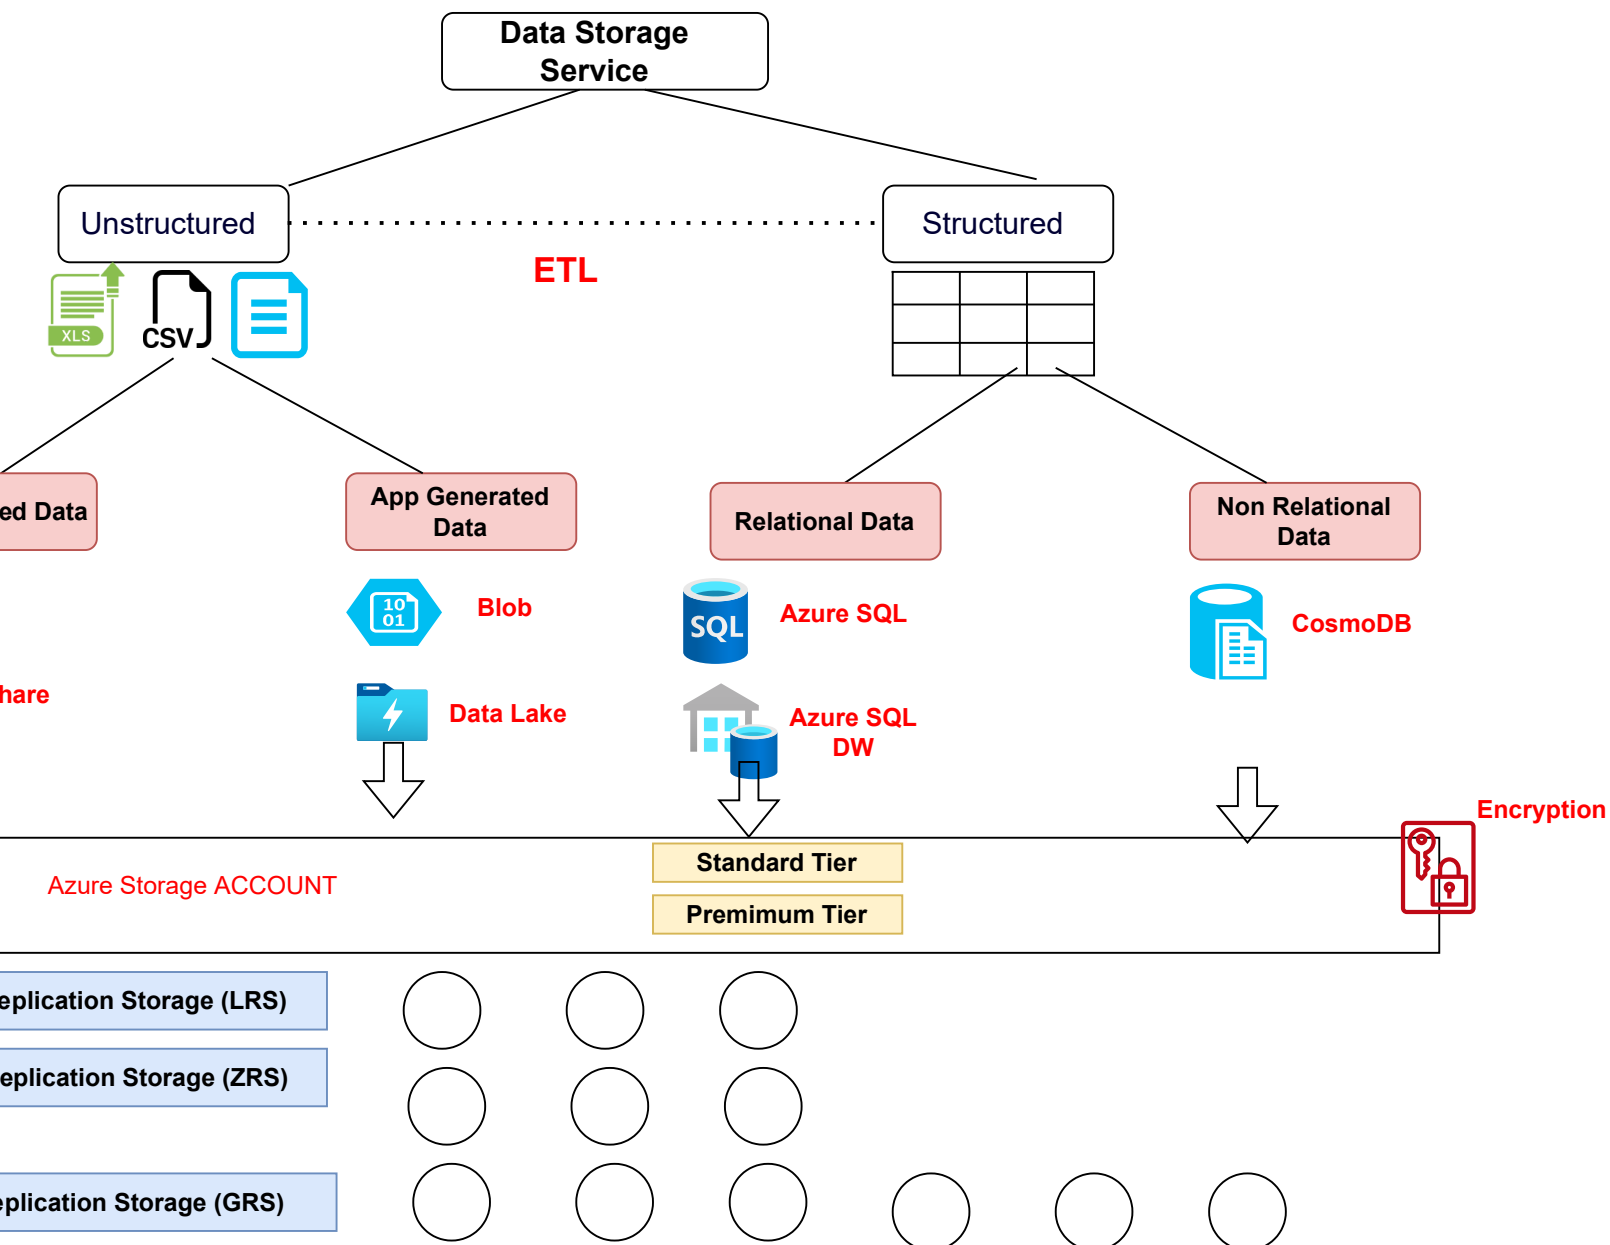 Data Storage
Service
Unstructured
Structured
ETL
XLS
CSV
ed Data
App Generated
Data
Relational Data
Non Relational
Data
10
01
Blob
SQL
Azure SQL
CosmoDB
hare
Data Lake
Azure SQL
DW
Encryption
Azure Storage ACCOUNT
Standard Tier
Premimum Tier
eplication Storage (LRS)
eplication Storage (ZRS)
eplication Storage (GRS)